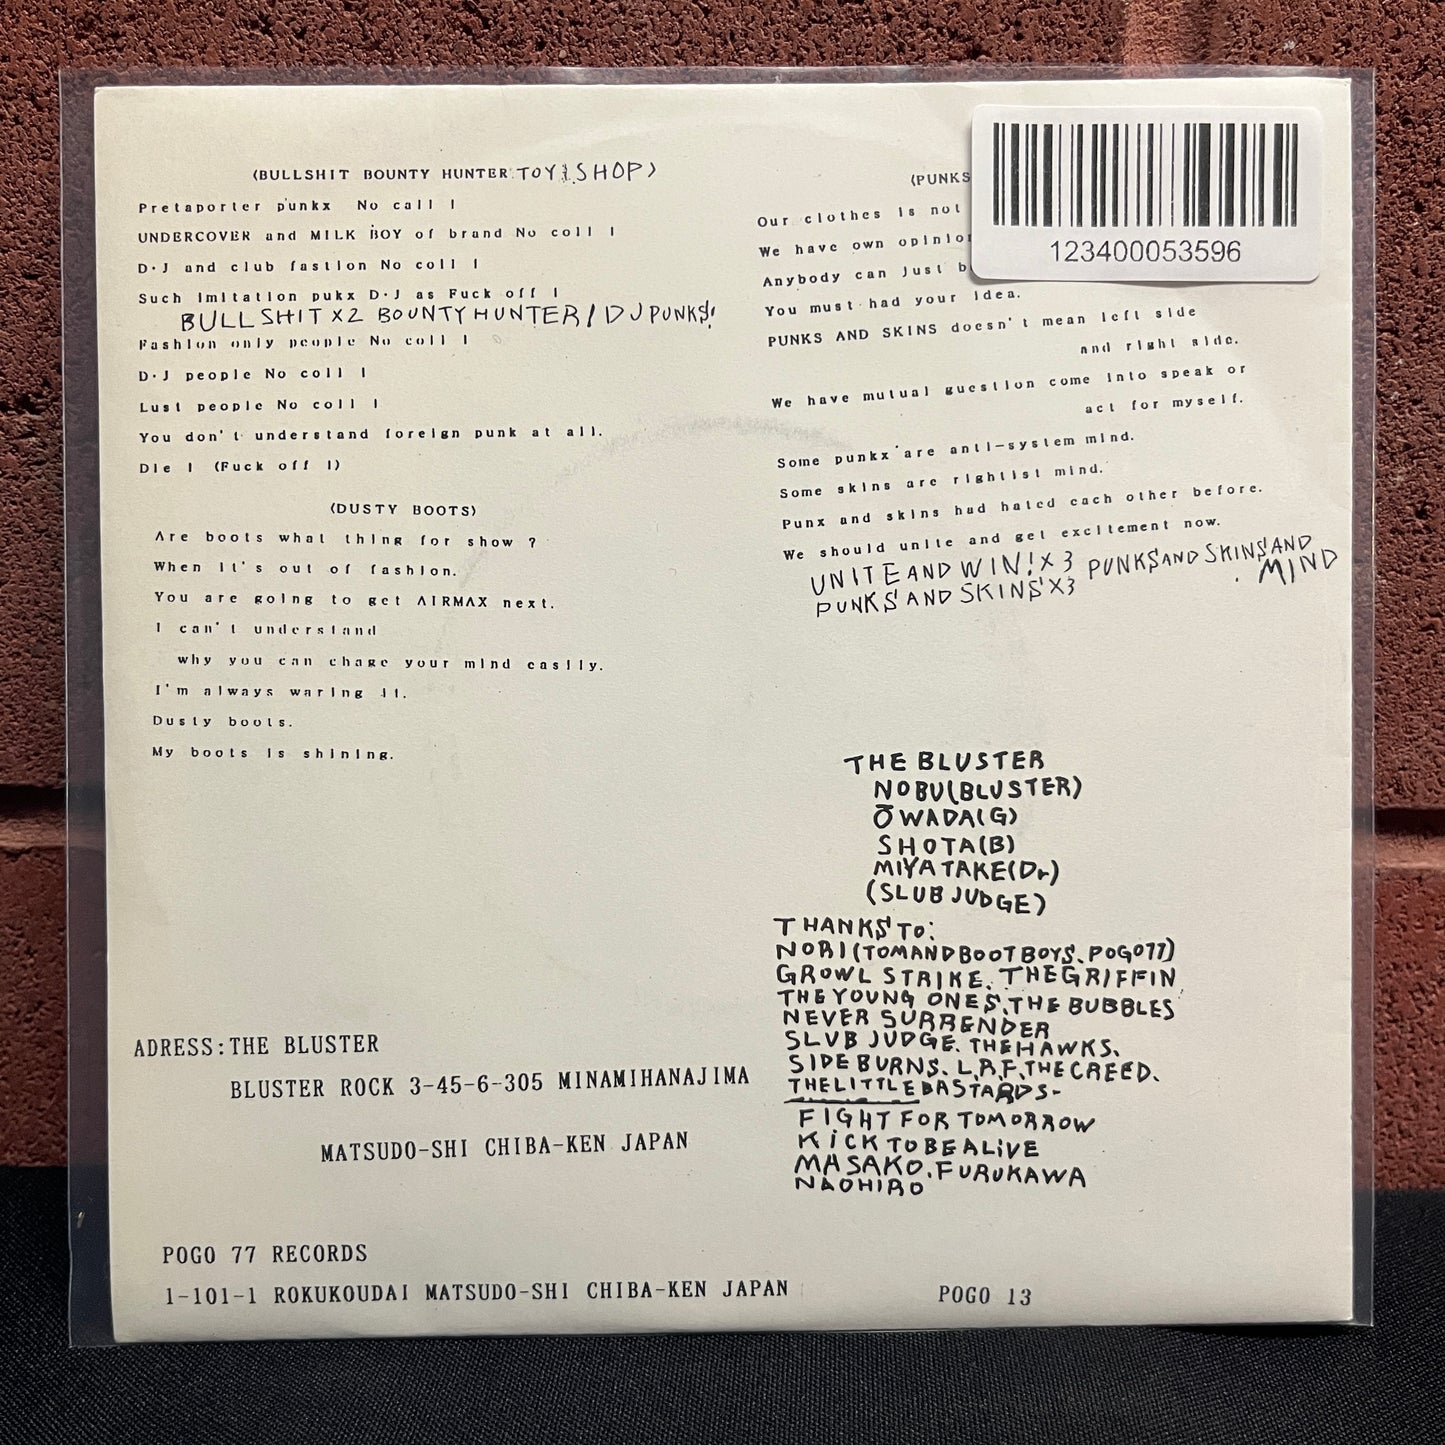 (BULLSHIT BOUNTY HUNTER TOY SHOP)
Pretaporter punkx No call !
UNDERCOVER and MILK BOY of brand No coll !
D·J and club fastion No coll !
Such imitation pukx D·J as Fuck off !
BULLSHIT X2 BOUNTY HUNTER / DJ PUNKS!
Fashion only people No coll !
D·J people No coll !
Lust people No coll !
You don't understand foreign punk at all.
Die ! (Fuck off !)
(DUSTY BOOTS)
Are boots what thing for show ?
When it's out of fashion.
You are going to get AIRMAX next.
I can't understand
why you can chage your mind easily.
I'm always waring it.
Dusty boots.
My boots is shining.
ADRESS:THE BLUSTER
BLUSTER ROCK 3-45-6-305 MINAMIHANAJIMA
MATSUDO-SHI CHIBA-KEN JAPAN
POGO 77 RECORDS
1-101-1 ROKUKOUDAI MATSUDO-SHI CHIBA-KEN JAPAN
123400053596
(PUNKS
Our clothes is not
We have own
Anybody can just
You must had your idea.
PUNKS AND SKINS doesn't mean left side
and right side.
We have mutual guestion come into speak or
act for myself.
Some punkx are anti-system mind.
Some skins are rightist mind.
Punx and skins had hated each other before.
We should unite and get excitement now.
UNITE AND WIN! X 3 PUNKS AND SKINS AND
PUNKS AND SKINS X3 MIND
THE BLUSTER
NOBU(BLUSTER)
ŌWADA(G)
SHOTA(B)
MIYATAKE(Dr)
(SLUB JUDGE)
THANKS TO:
NORI(TOM AND BOOT BOYS. POGO77)
GROWL STRIKE. THE GRIFFIN
THE YOUNG ONES. THE BUBBLES
NEVER SURRENDER
SLUB JUDGE. THE HAWKS.
SIDE BURNS. L.R.F. THE CREED.
THE LITTLE BASTARDS-
FIGHT FOR TOMORROW
KICK TO BE ALIVE
MASAKO. FURUKAWA
NAOHIRO
POGO 13